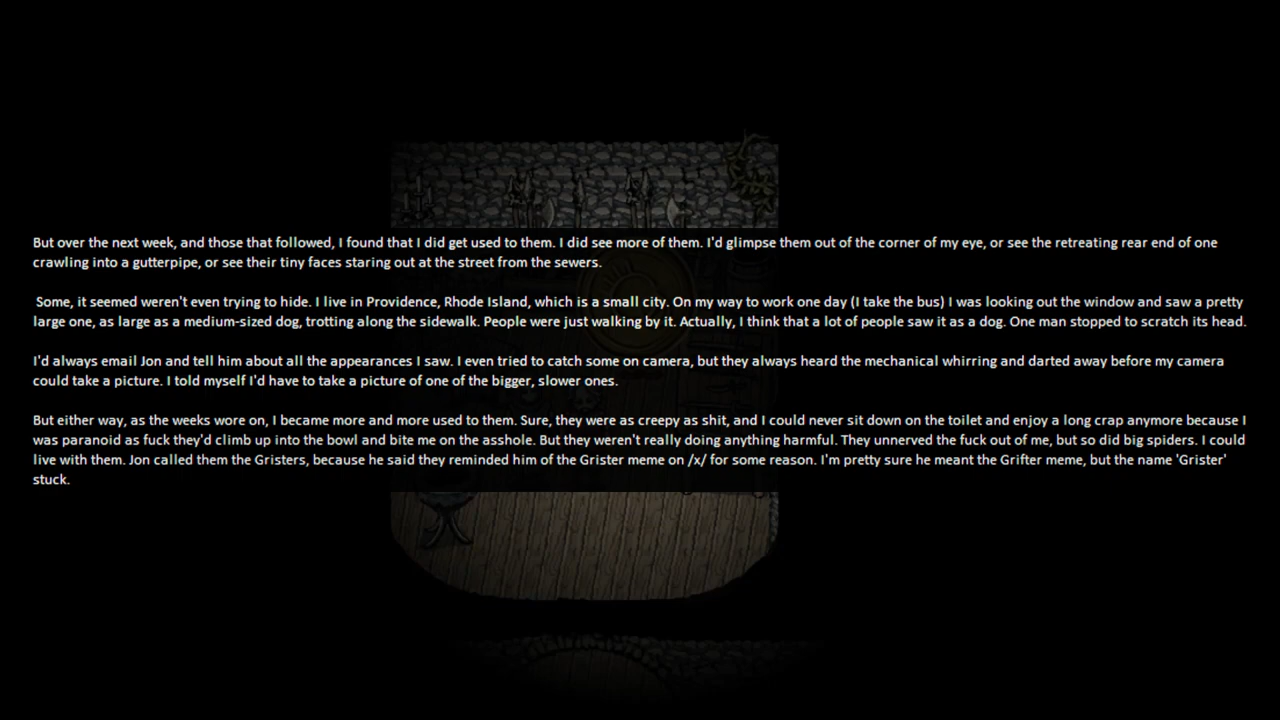 But over the next week, and those that followed, I found that I did get used to them. I did see more of them. I'd glimpse them out of the corner of my eye, or see the retreating rear end of one
crawling into a gutterpipe, or see their tiny faces staring out at the street from the sewers.
Some, it seemed weren't even trying to hide. I live in Providence, Rhode Island, which is a small city. On my way to work one day (I take the bus) I was looking out the window and saw a pretty
large one, as large as a medium-sized dog, trotting along the sidewalk. People were just walking by it. Actually, I think that a lot of people saw it as a dog. One man stopped to scratch its head.
I'd always email Jon and tell him about all the appearances I saw. I even tried to catch some on camera, but they always heard the mechanical whirring and darted away before my camera
could take a picture. I told myself I'd have to take a picture of one of the bigger, slower ones.
But either way, as the weeks wore on, I became more and more used to them. Sure, they were as creepy as shit, and I could never sit down on the toilet and enjoy a long crap anymore because I
was paranoid as fuck they'd climb up into the bowl and bite me on the asshole. But they weren't really doing anything harmful. They unnerved the fuck out of me, but so did big spiders. I could
live with them. Jon called them the Gristers, because he said they reminded him of the Grister meme on /x/ for some reason. I'm pretty sure he meant the Grifter meme, but the name 'Grister'
stuck.